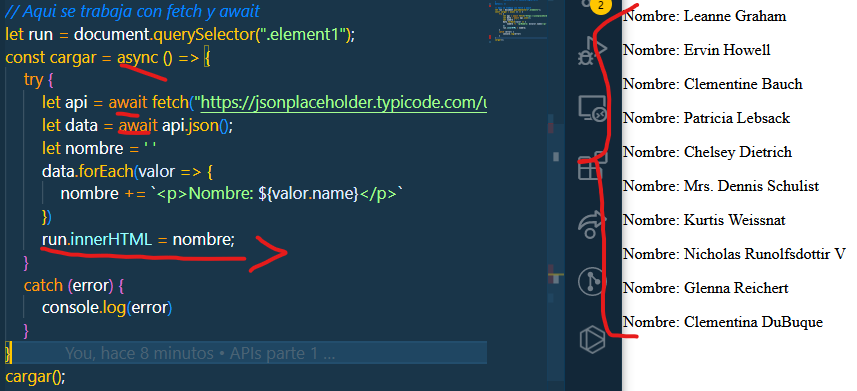 // Aqui se trabaja con fetch y await
let run = document.querySelector(".element1");
const cargar = async () => {
try {
let api = await fetch("https://jsonplaceholder.typicode.com/u
let data = await api.json();
let nombre = ' '
data.forEach(valor => {
nombre += `<p>Nombre: ${valor.name}</p>`
})
run.innerHTML = nombre;
}
catch (error) {
console.log(error)
}
} You, hace 8 minutos • APIs parte 1 ...
cargar();
2
Nombre: Leanne Graham
Nombre: Ervin Howell
Nombre: Clementine Bauch
Nombre: Patricia Lebsack
Nombre: Chelsey Dietrich
Nombre: Mrs. Dennis Schulist
Nombre: Kurtis Weissnat
Nombre: Nicholas Runolfsdottir V
Nombre: Glenna Reichert
Nombre: Clementina DuBuque